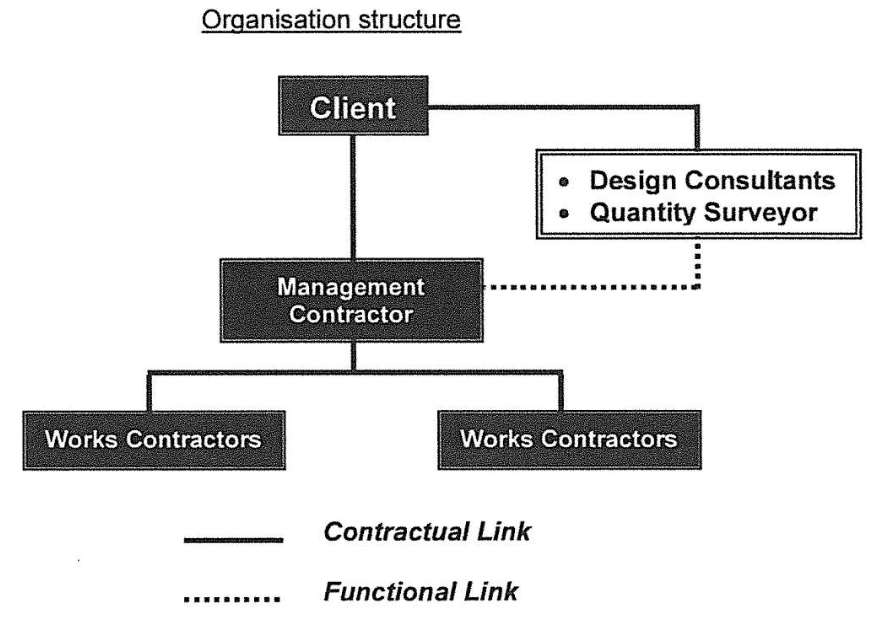 Organisation structure
Client
• Design Consultants
• Quantity Surveyor
Management
Contractor
Works Contractors
Works Contractors
Contractual Link
Functional Link